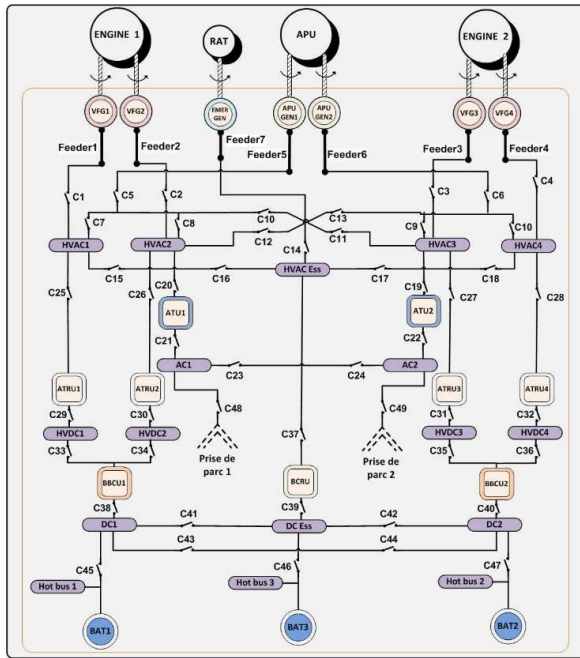 ENGINE 1
RAT
APU
ENGINE 2
VFG1
VFG2
EMER
GEN
APU
GEN1
APU
GEN2
VFG3
VFG4
Feeder1
Feeder2
Feeder7
Feeder5
Feeder6
Feeder3
Feeder4
C1
C5
C2
C3
C6
C4
C7
C8
C10
C13
C9
C10
C12
C11
C14
HVAC1
HVAC2
HVAC3
HVAC4
HVAC Ess
C15
C16
C17
C18
C25
C26
C20
C19
C27
C28
ATU1
ATU2
C21
C22
AC1
AC2
C23
C24
ATRU1
ATRU2
ATRU3
ATRU4
C48
C49
C29
C30
C31
C32
HVDC1
HVDC2
HVDC3
HVDC4
C33
C34
C37
C35
C36
Prise de
parc 1
Prise de
parc 2
BBCU1
BCRU
BBCU2
C38
C39
C40
DC1
C41
DC Ess
C42
DC2
C43
C44
C45
C46
C47
Hot bus 1
Hot bus 3
Hot bus 2
BAT1
BAT3
BAT2